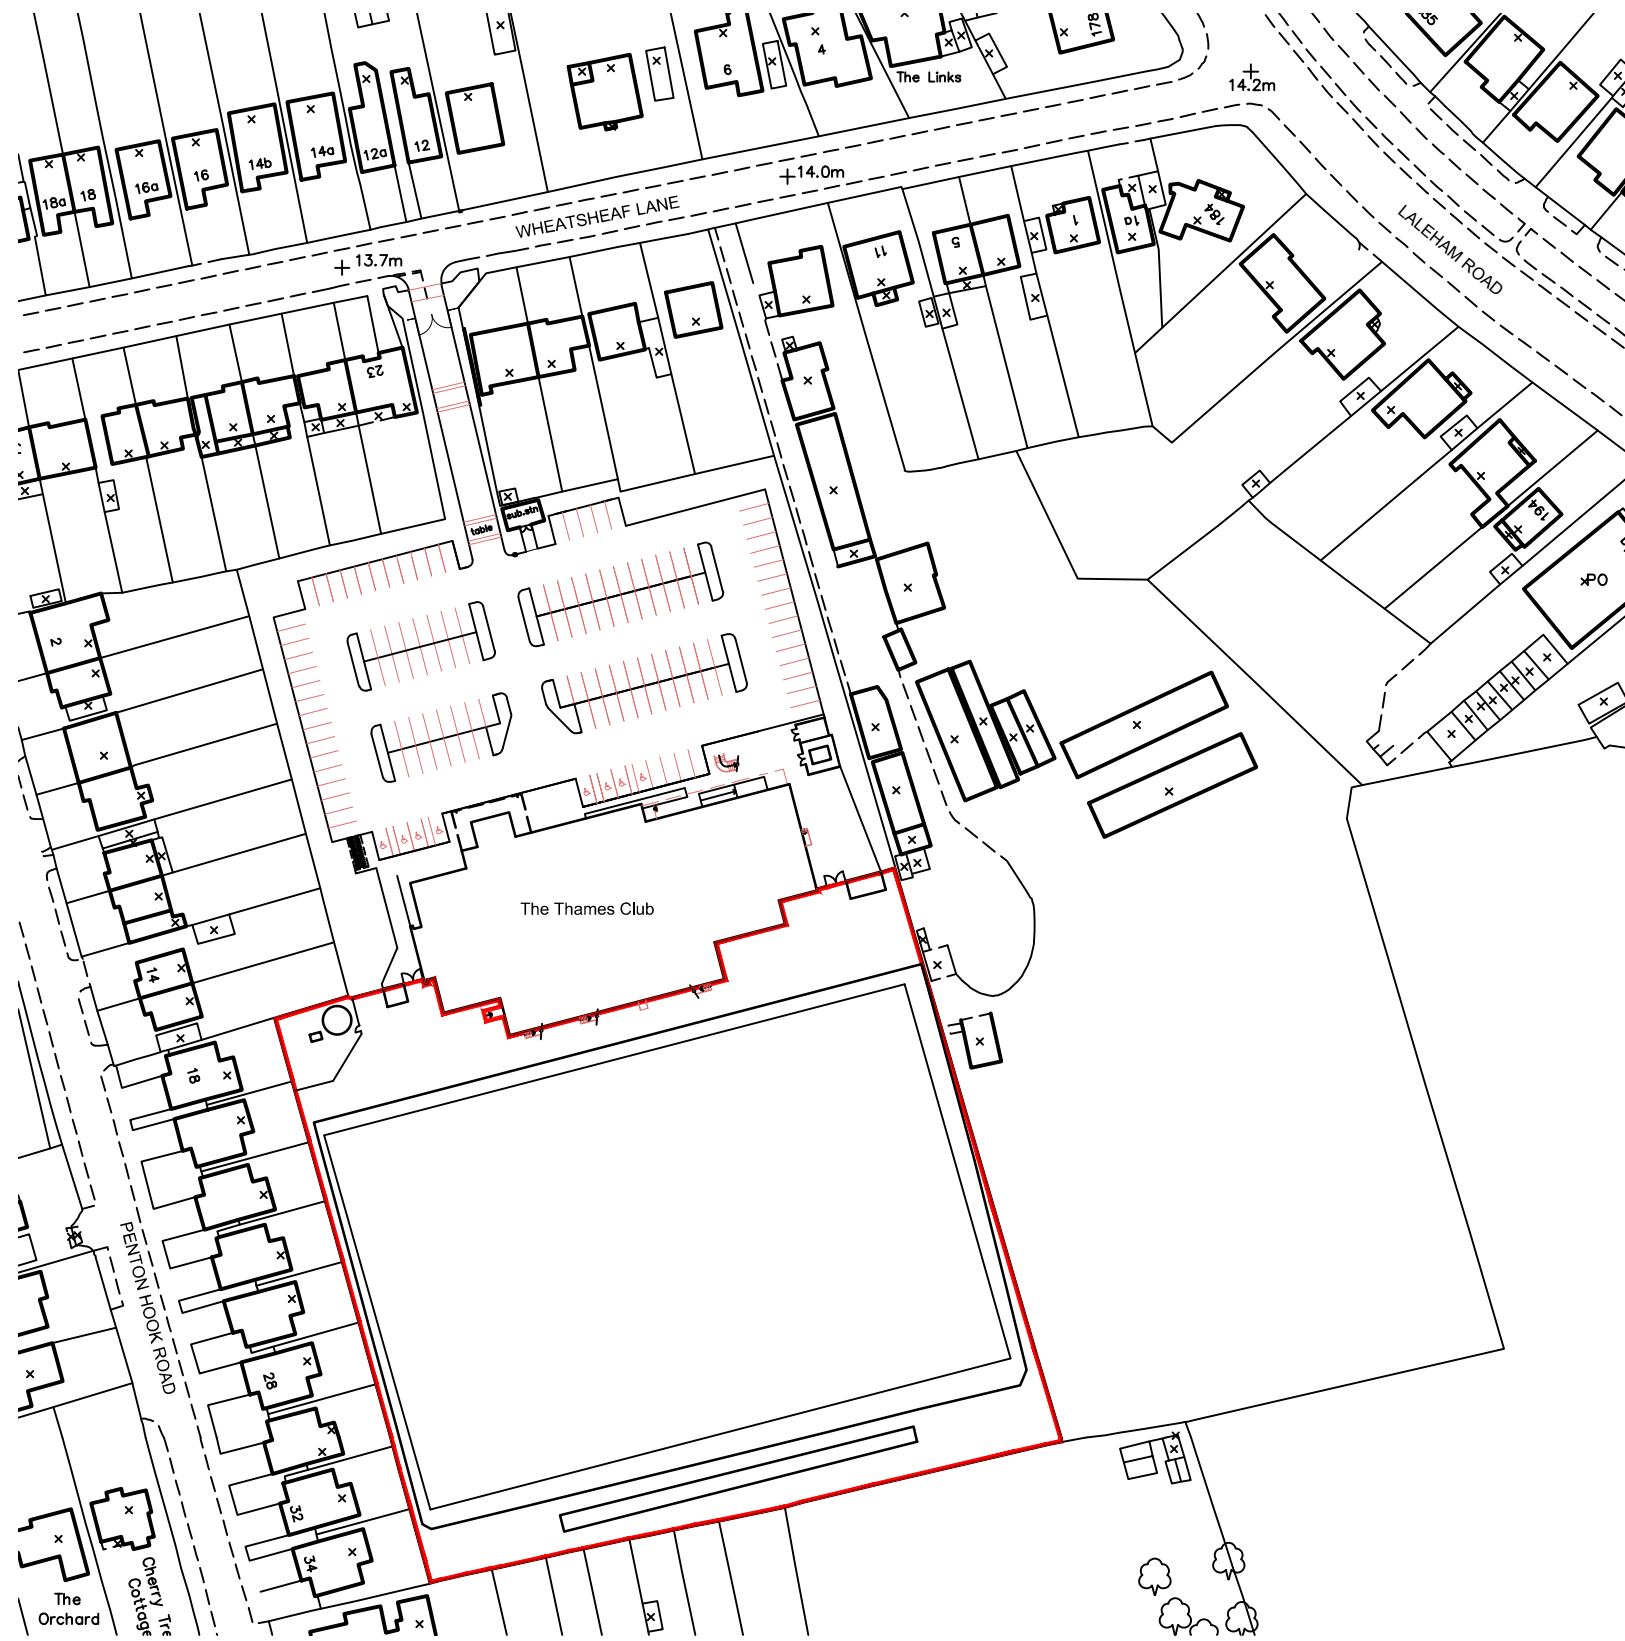 35
178
6
4
The Links
14.2m
18a
18
16a
16
14b
14a
12a
12
14.0m
WHEATSHEAF LANE
13.7m
11
5
1
1a
184
LALEHAM ROAD
23
194
PO
sub.stn
table
2
The Thames Club
14
18
PENTON HOOK ROAD
28
32
34
Cherry Tre
Cottage
The
Orchard